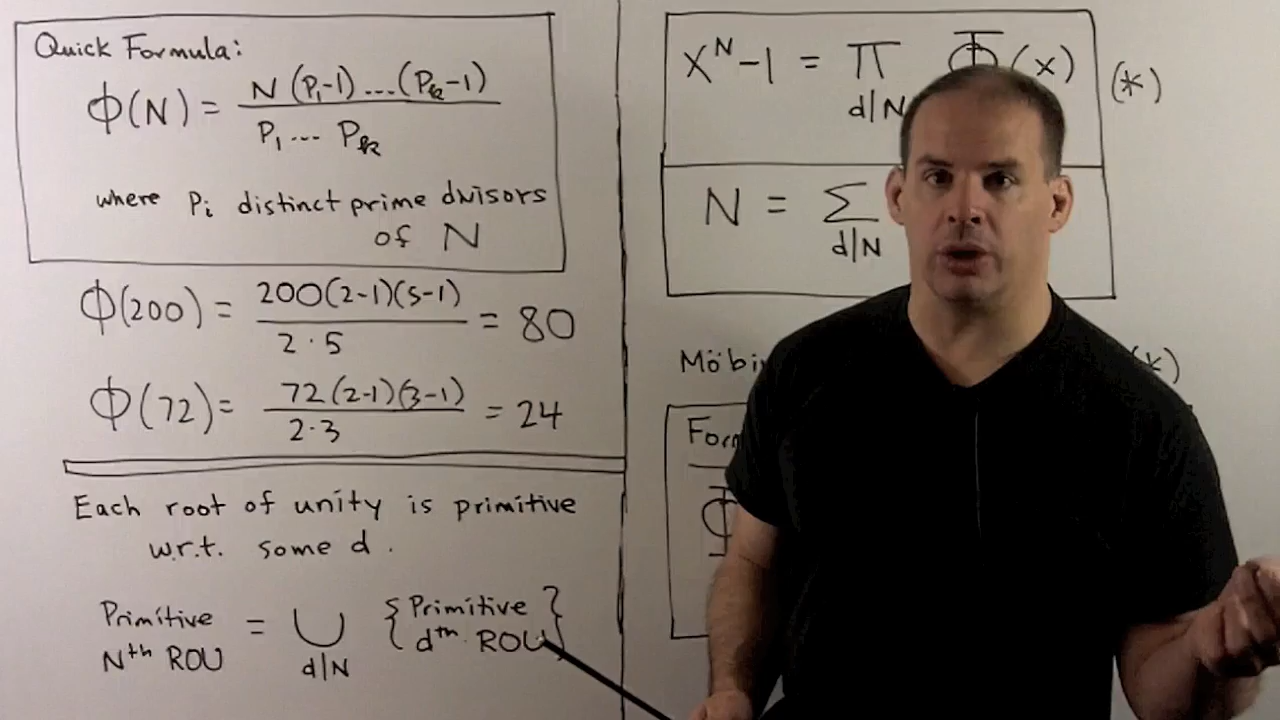 Quick Formula:
ϕ(N) = N(P₁-1)....(Pₖ-1) / P₁ .... Pₖ
where Pᵢ distinct prime divisors
of N
ϕ(200) = 200(2-1)(5-1) / 2·5 = 80
ϕ(72) = 72(2-1)(3-1) / 2·3 = 24
Each root of unity is primitive
w.r.t. some d.
Primitive Nᵗʰ ROU = ∪ d|N { Primitive dᵗʰ ROU }
Xᴺ-1 = π d|N Φ (x) (*)
N = Σ d|N
(*)
Φ